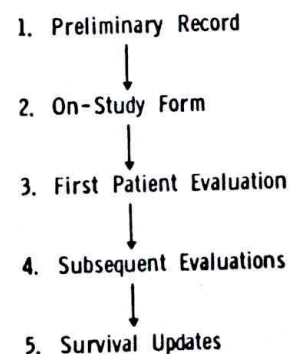 1. Preliminary Record
2. On-Study Form
3. First Patient Evaluation
4. Subsequent Evaluations
5. Survival Updates